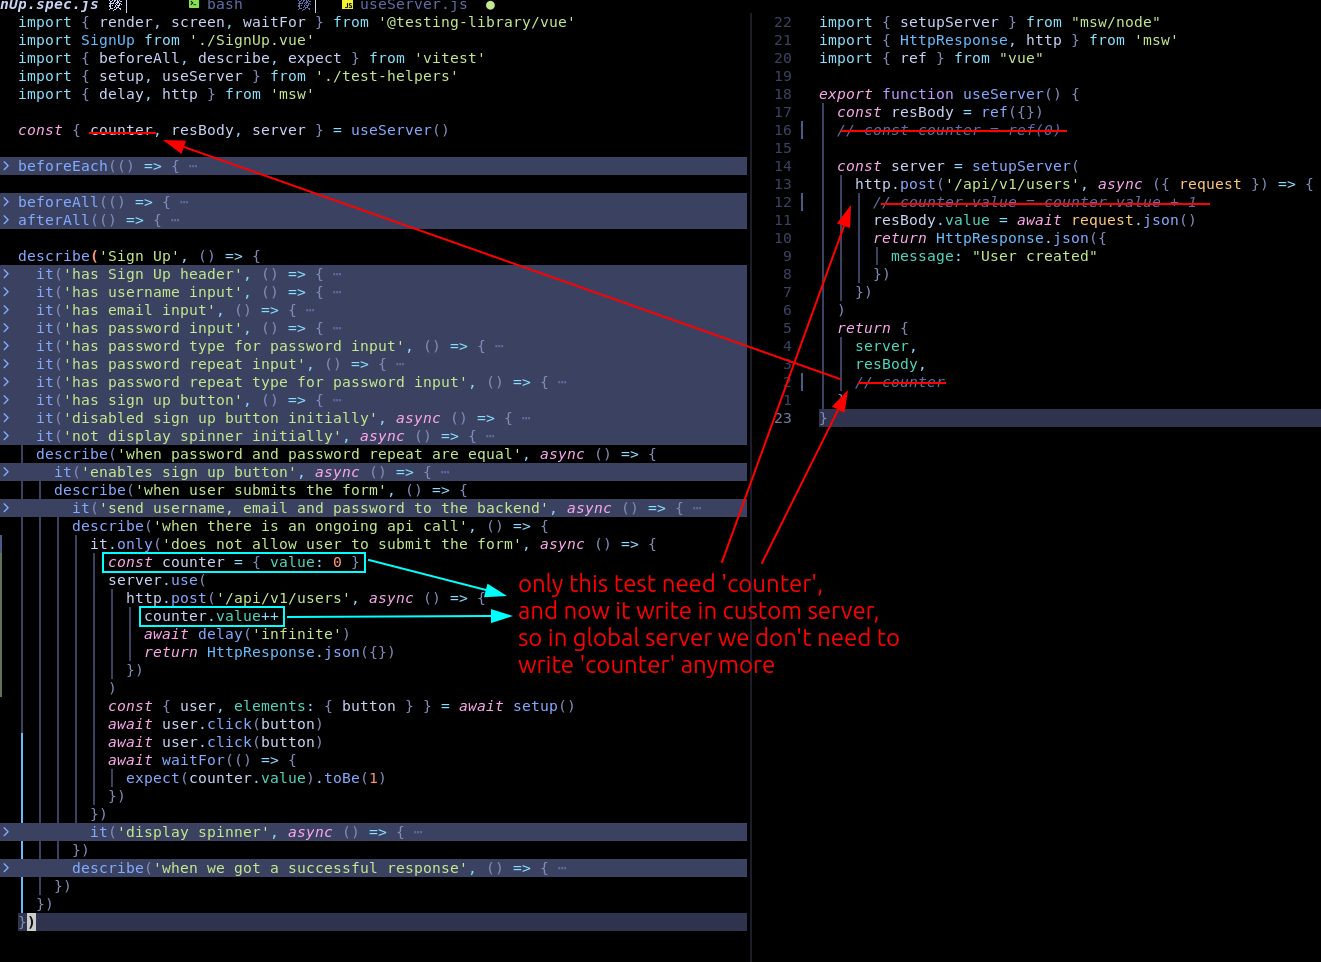 nUp.spec.js
bash
useServer.js
import { render, screen, waitFor } from '@testing-library/vue'
import SignUp from './SignUp.vue'
import { beforeAll, describe, expect } from 'vitest'
import { setup, useServer } from './test-helpers'
import { delay, http } from 'msw'
const { counter, resBody, server } = useServer()
beforeEach(() => { ⋯
beforeAll(() => { ⋯
afterAll(() => { ⋯
describe('Sign Up', () => {
it('has Sign Up header', () => { ⋯
it('has username input', () => { ⋯
it('has email input', () => { ⋯
it('has password input', () => { ⋯
it('has password type for password input', () => { ⋯
it('has password repeat input', () => { ⋯
it('has password repeat type for password input', () => { ⋯
it('has sign up button', () => { ⋯
it('disabled sign up button initially', async () => { ⋯
it('not display spinner initially', async () => { ⋯
describe('when password and password repeat are equal', async () => {
it('enables sign up button', async () => { ⋯
describe('when user submits the form', () => {
it('send username, email and password to the backend', async () => { ⋯
describe('when there is an ongoing api call', () => {
it.only('does not allow user to submit the form', async () => {
const counter = { value: 0 }
server.use(
http.post('/api/v1/users', async () => {
counter.value++
await delay('infinite')
return HttpResponse.json({})
})
)
const { user, elements: { button } } = await setup()
await user.click(button)
await user.click(button)
await waitFor(() => {
expect(counter.value).toBe(1)
})
})
it('display spinner', async () => { ⋯
})
describe('when we got a successful response', () => { ⋯
})
})
})
22 import { setupServer } from "msw/node"
21 import { HttpResponse, http } from 'msw'
20 import { ref } from "vue"
19
18 export function useServer() {
17 const resBody = ref({})
16 // const counter = ref(0)
15
14 const server = setupServer(
13 http.post('/api/v1/users', async ({ request }) => {
12 // counter.value = counter.value + 1
11 resBody.value = await request.json()
10 return HttpResponse.json({
9 message: "User created"
8 })
7 })
6 )
5 return {
4 server,
3 resBody,
2 // counter
1 }
23 }
only this test need 'counter',
and now it write in custom server,
so in global server we don't need to
write 'counter' anymore